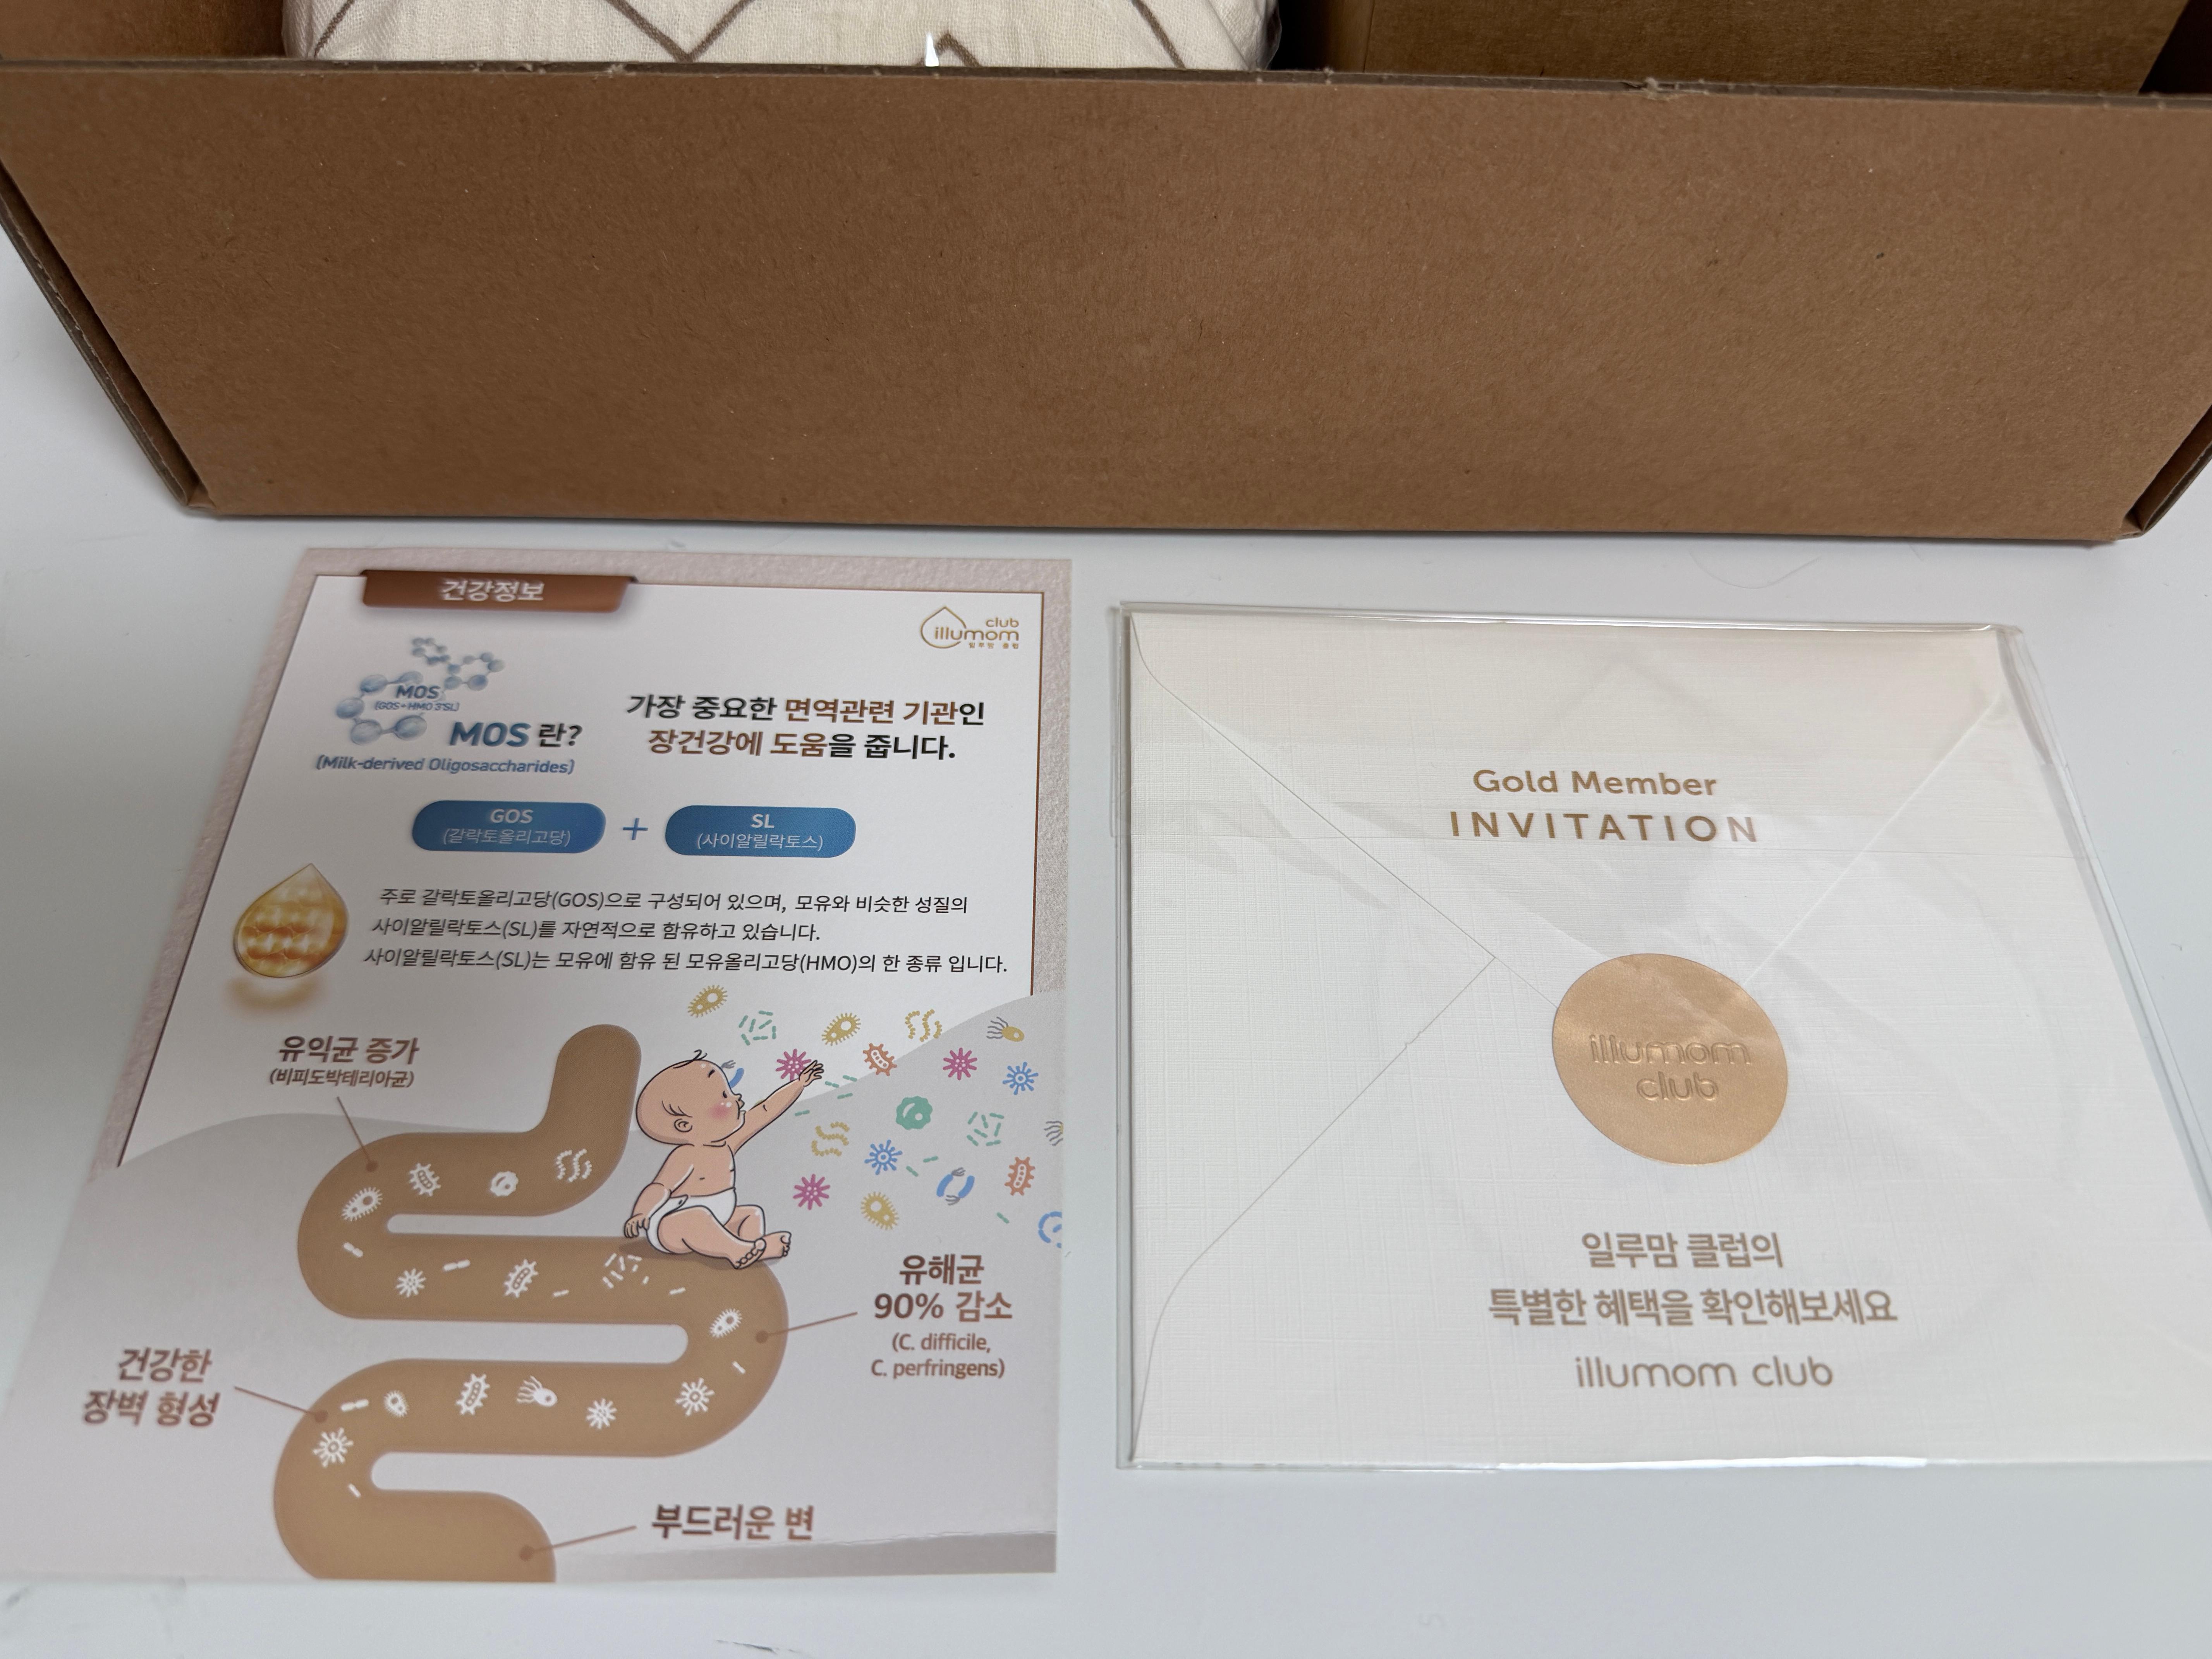 건강정보
club
illumom
일루맘 클럽
MOS
(GOS+HMO 3'SL)
MOS 란?
(Milk-derived Oligosaccharides)
가장 중요한 면역관련 기관인
장건강에 도움을 줍니다.
GOS
(갈락토올리고당)
+
SL
(사이알릴락토스)
주로 갈락토올리고당(GOS)으로 구성되어 있으며, 모유와 비슷한 성질의
사이알릴락토스(SL)를 자연적으로 함유하고 있습니다.
사이알릴락토스(SL)는 모유에 함유 된 모유올리고당(HMO)의 한 종류 입니다.
유익균 증가
(비피도박테리아균)
유해균
90% 감소
(C. difficile,
C. perfringens)
건강한
장벽 형성
부드러운 변
Gold Member
INVITATION
illumom
club
일루맘 클럽의
특별한 혜택을 확인해보세요
illumom club